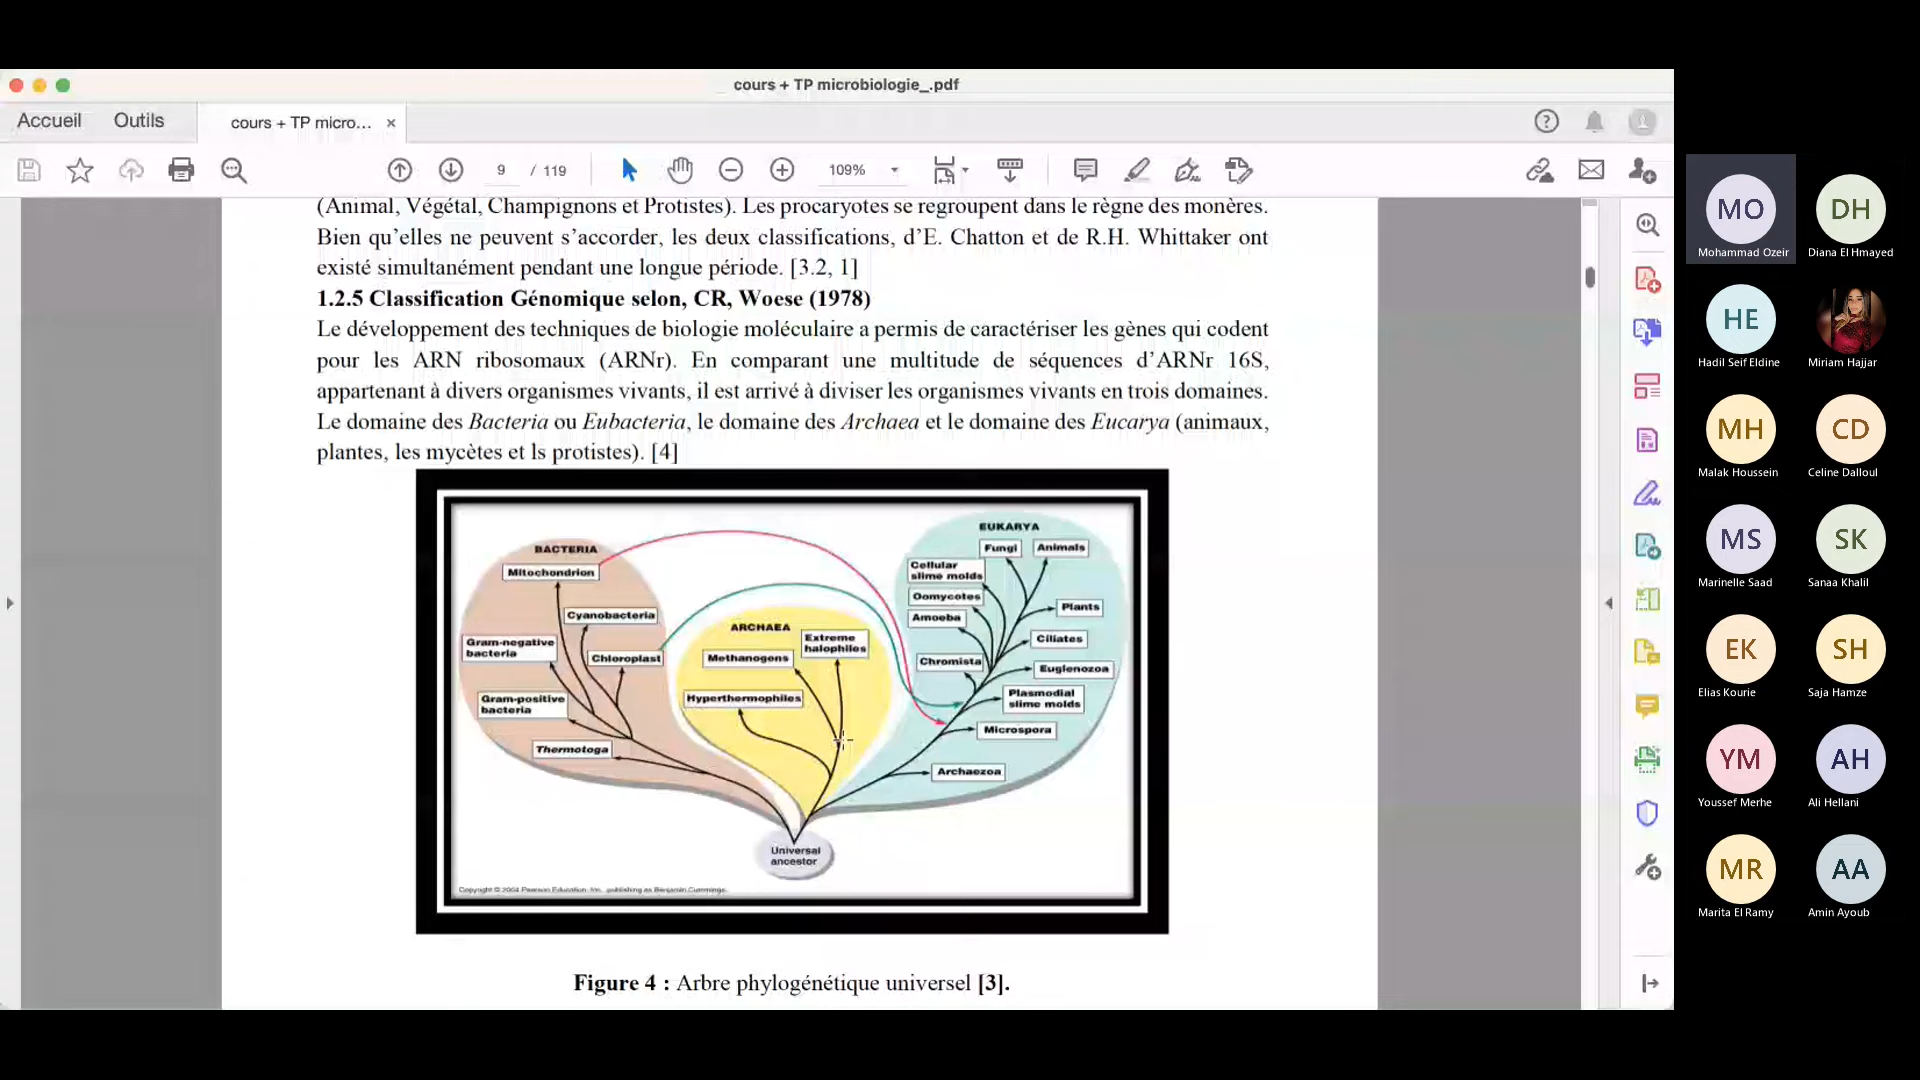 cours + TP microbiologie_.pdf
Accueil
Outils
cours + TP micro...
9
/ 119
109%
(Animal, Végétal, Champignons et Protistes). Les procaryotes se regroupent dans le règne des monères.
Bien qu’elles ne peuvent s’accorder, les deux classifications, d’E. Chatton et de R.H. Whittaker ont
existé simultanément pendant une longue période. [3.2, 1]
1.2.5 Classification Génomique selon, CR, Woese (1978)
Le développement des techniques de biologie moléculaire a permis de caractériser les gènes qui codent
pour les ARN ribosomaux (ARNr). En comparant une multitude de séquences d’ARNr 16S,
appartenant à divers organismes vivants, il est arrivé à diviser les organismes vivants en trois domaines.
Le domaine des Bacteria ou Eubacteria, le domaine des Archaea et le domaine des Eucarya (animaux,
plantes, les mycètes et ls protistes). [4]
BACTERIA
Mitochondrion
Cyanobacteria
Gram-negative
bacteria
Chloroplast
Gram-positive
bacteria
Thermotoga
ARCHAEA
Extreme
halophiles
Methanogens
Hyperthermophiles
EUKARYA
Fungi
Animals
Cellular
slime molds
Oomycotes
Plants
Amoeba
Ciliates
Chromista
Euglenozoa
Plasmodial
slime molds
Microspora
Archaezoa
Universal
ancestor
Copyright © 2004 Pearson Education, Inc., publishing as Benjamin Cummings.
Figure 4 : Arbre phylogénétique universel [3].
MO
Mohammad Ozeir
DH
Diana El Hmayed
HE
Hadil Seif Eldine
Miriam Hajjar
MH
Malak Houssein
CD
Celine Dalloul
MS
Marinelle Saad
SK
Sanaa Khalil
EK
Elias Kourie
SH
Saja Hamze
YM
Youssef Merhe
AH
Ali Hellani
MR
Marita El Ramy
AA
Amin Ayoub